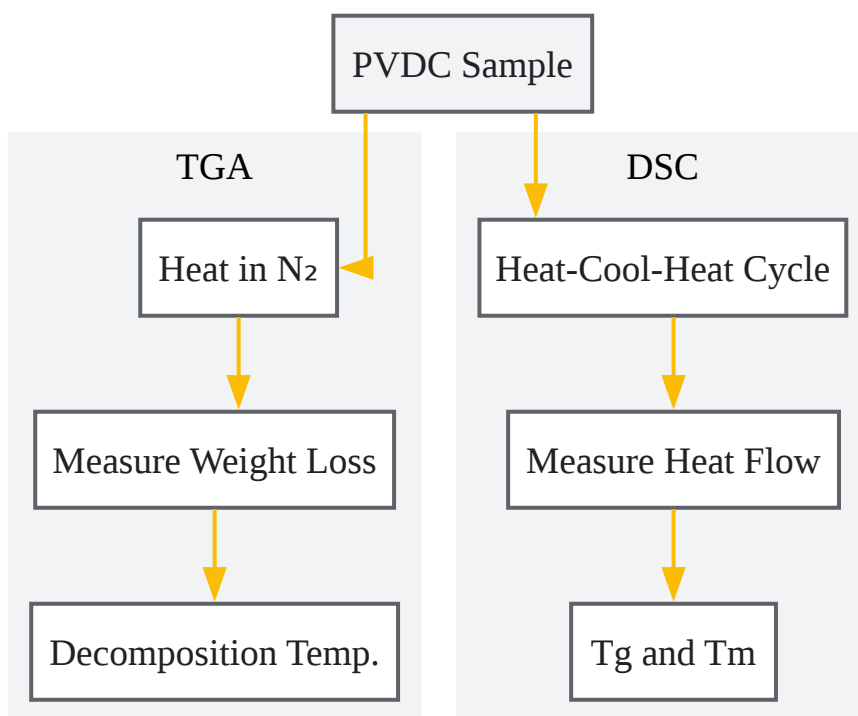 PVDC Sample
TGA
Heat in N₂
Measure Weight Loss
Decomposition Temp.
DSC
Heat-Cool-Heat Cycle
Measure Heat Flow
Tg and Tm